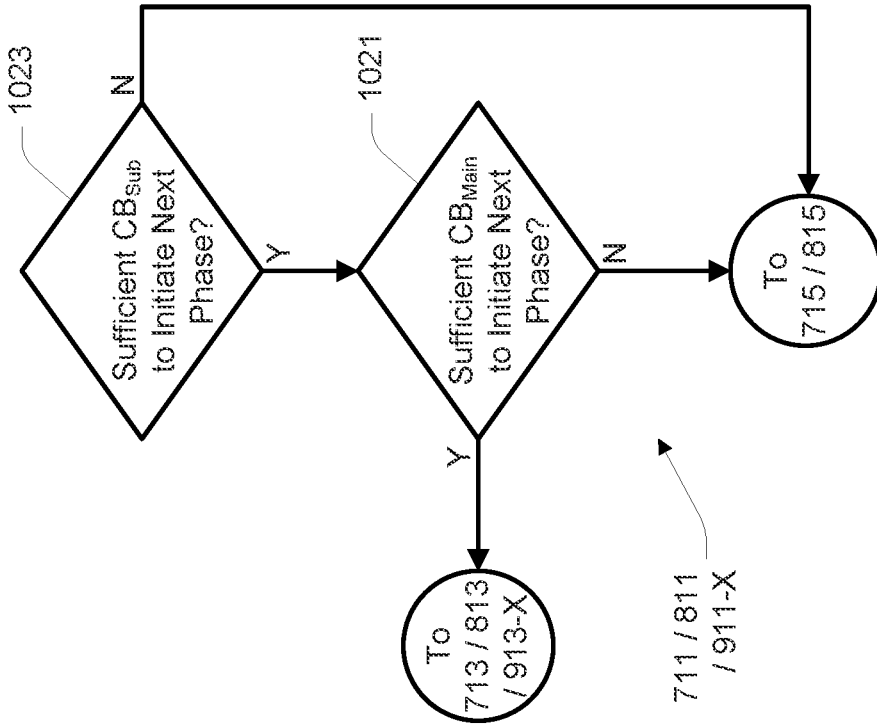 1023
Sufficient CBSub
to Initiate Next
Phase?
N
Y
1021
Sufficient CBMain
to Initiate Next
Phase?
Y
N
To
713 / 813
/ 913-X
To
715 / 815
711 / 811
/ 911-X